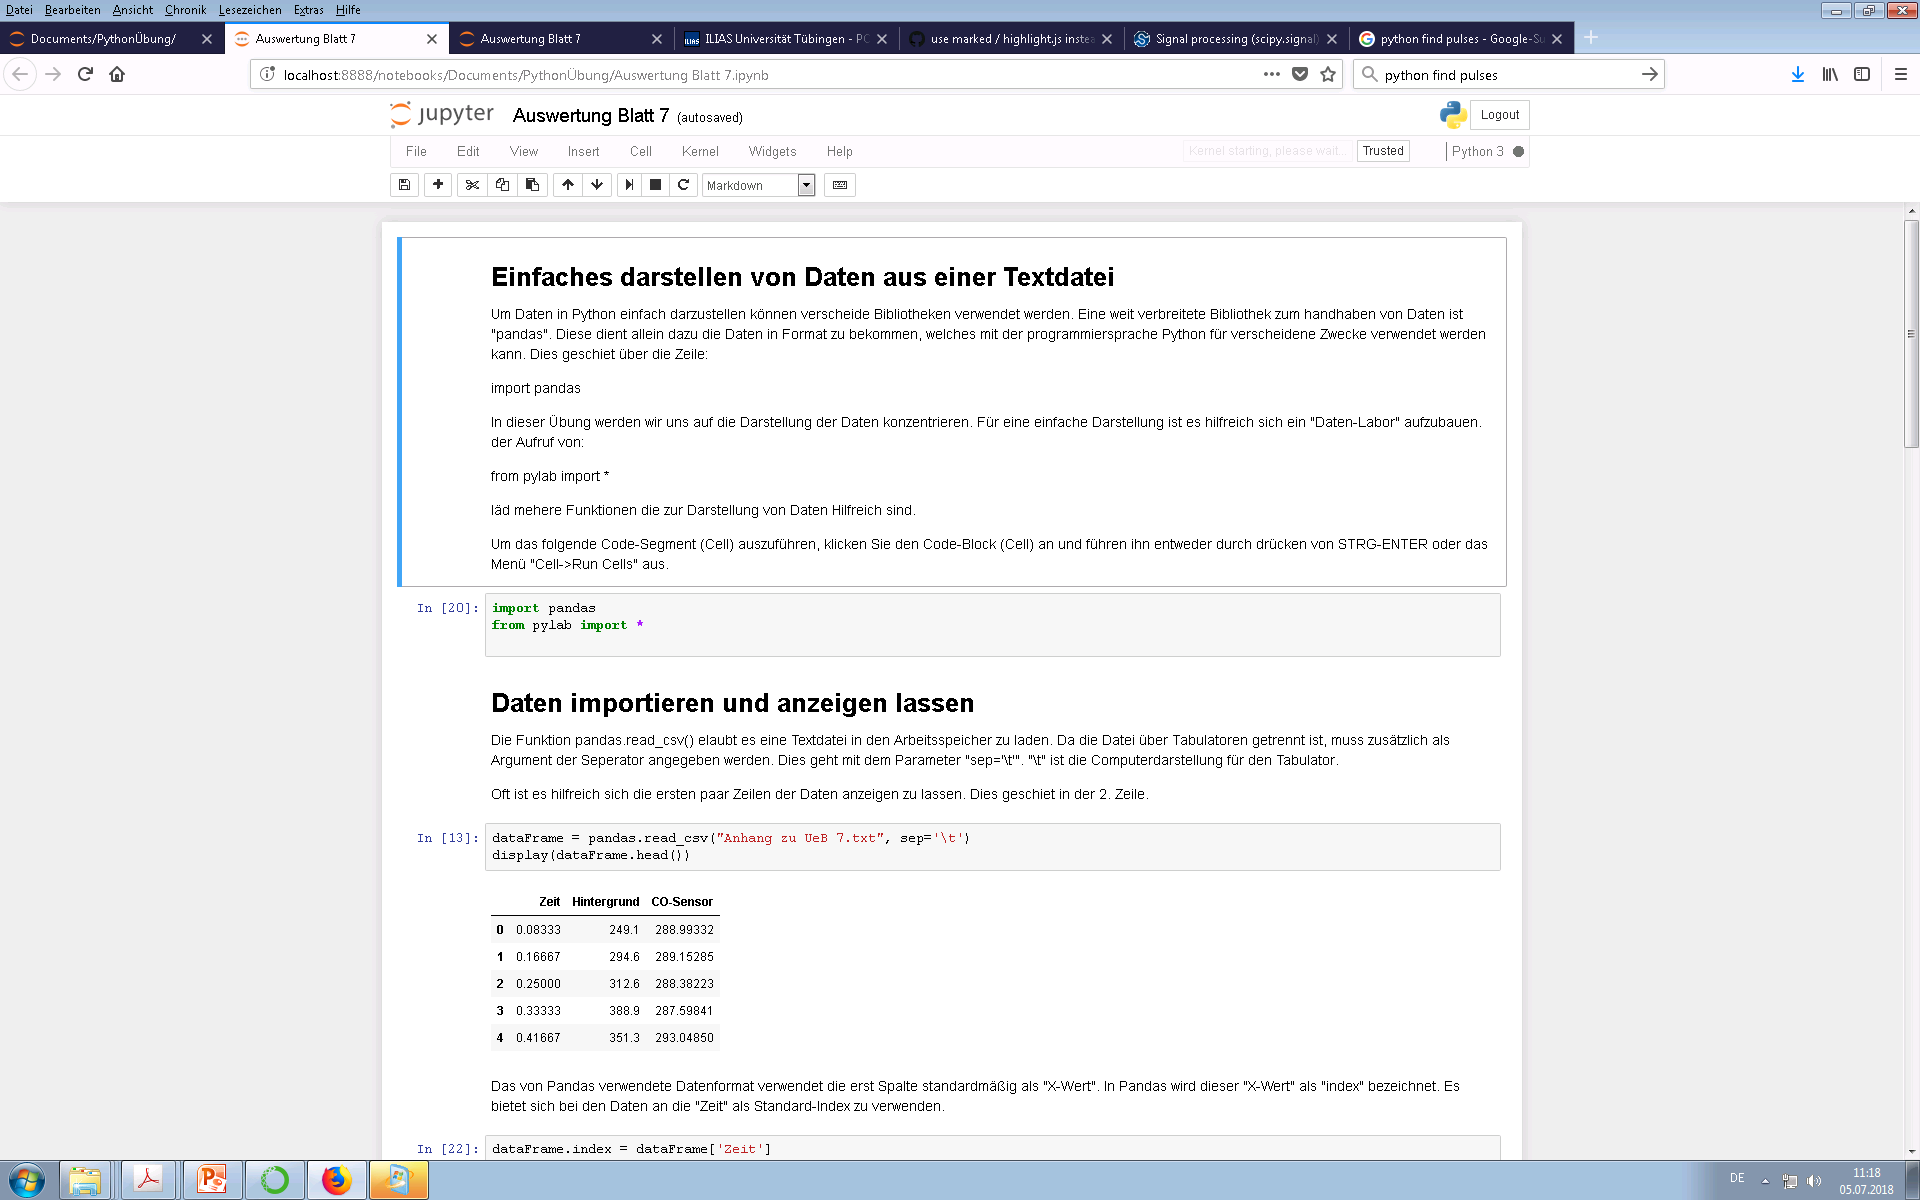 Datei Bearbeiten Ansicht Chronik Lesezeichen Extras Hilfe
Documents/PythonÜbung/ Auswertung Blatt 7 Auswertung Blatt 7 ILIAS Universität Tübingen - PC use marked / highlight.js instea Signal processing (scipy.signal) python find pulses - Google-Su
localhost:8888/notebooks/Documents/PythonÜbung/Auswertung Blatt 7.ipynb python find pulses
jupyter Auswertung Blatt 7 (autosaved) Logout
File Edit View Insert Cell Kernel Widgets Help Kernel starting, please wait... Trusted Python 3
Markdown
Einfaches darstellen von Daten aus einer Textdatei
Um Daten in Python einfach darzustellen können verscheide Bibliotheken verwendet werden. Eine weit verbreitete Bibliothek zum handhaben von Daten ist
"pandas". Diese dient allein dazu die Daten in Format zu bekommen, welches mit der programmiersprache Python für verscheidene Zwecke verwendet werden
kann. Dies geschiet über die Zeile:
import pandas
In dieser Übung werden wir uns auf die Darstellung der Daten konzentrieren. Für eine einfache Darstellung ist es hilfreich sich ein "Daten-Labor" aufzubauen.
der Aufruf von:
from pylab import *
läd mehere Funktionen die zur Darstellung von Daten Hilfreich sind.
Um das folgende Code-Segment (Cell) auszuführen, klicken Sie den Code-Block (Cell) an und führen ihn entweder durch drücken von STRG-ENTER oder das
Menü "Cell->Run Cells" aus.
In [20]: import pandas
from pylab import *
Daten importieren und anzeigen lassen
Die Funktion pandas.read_csv() elaubt es eine Textdatei in den Arbeitsspeicher zu laden. Da die Datei über Tabulatoren getrennt ist, muss zusätzlich als
Argument der Seperator angegeben werden. Dies geht mit dem Parameter "sep='\t'". "\t" ist die Computerdarstellung für den Tabulator.
Oft ist es hilfreich sich die ersten paar Zeilen der Daten anzeigen zu lassen. Dies geschiet in der 2. Zeile.
In [13]: dataFrame = pandas.read_csv("Anhang zu UeB 7.txt", sep='\t')
display(dataFrame.head())
Zeit Hintergrund CO-Sensor
0 0.08333 249.1 288.99332
1 0.16667 294.6 289.15285
2 0.25000 312.6 288.38223
3 0.33333 388.9 287.59841
4 0.41667 351.3 293.04850
Das von Pandas verwendete Datenformat verwendet die erst Spalte standardmäßig als "X-Wert". In Pandas wird dieser "X-Wert" als "index" bezeichnet. Es
bietet sich bei den Daten an die "Zeit" als Standard-Index zu verwenden.
In [22]: dataFrame.index = dataFrame['Zeit']
DE 11:18
05.07.2018